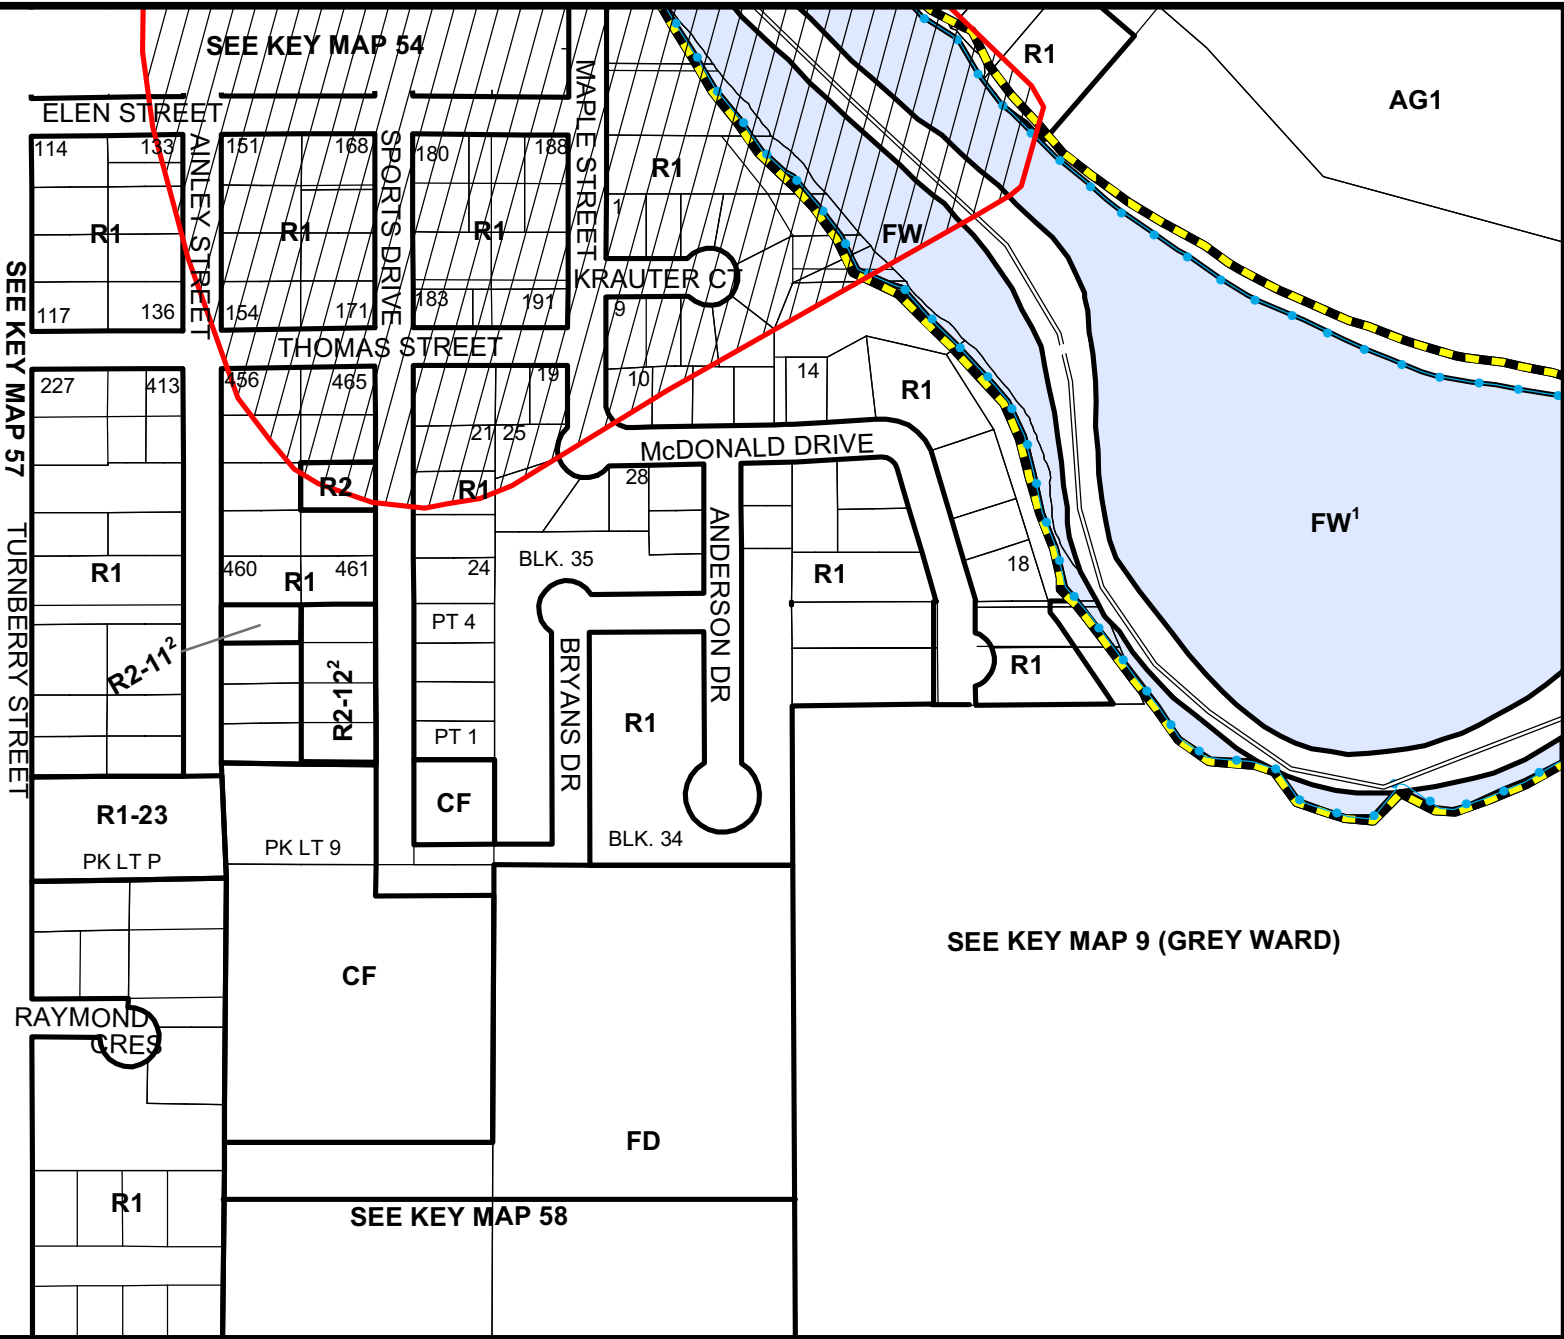 SEE KEY MAP 54
R1
AG1
ELEN STREET
MAPLE STREET
AINLEY STREET
SPORTS DRIVE
114
133
151
168
180
188
R1
R1
R1
R1
1
FW
KRAUTER CT
117
136
154
171
183
191
9
SEE KEY MAP 57
THOMAS STREET
227
413
456
465
19
10
14
R1
21
25
McDONALD DRIVE
R2
R1
28
FW¹
TURNBERRY STREET
ANDERSON DR
R1
460
R1
461
24
BLK. 35
R1
18
PT 4
R2-11²
R2-12²
BRYANS DR
R1
R1
PT 1
R1-23
CF
PK LT P
PK LT 9
BLK. 34
SEE KEY MAP 9 (GREY WARD)
CF
RAYMOND
CRES
FD
R1
SEE KEY MAP 58